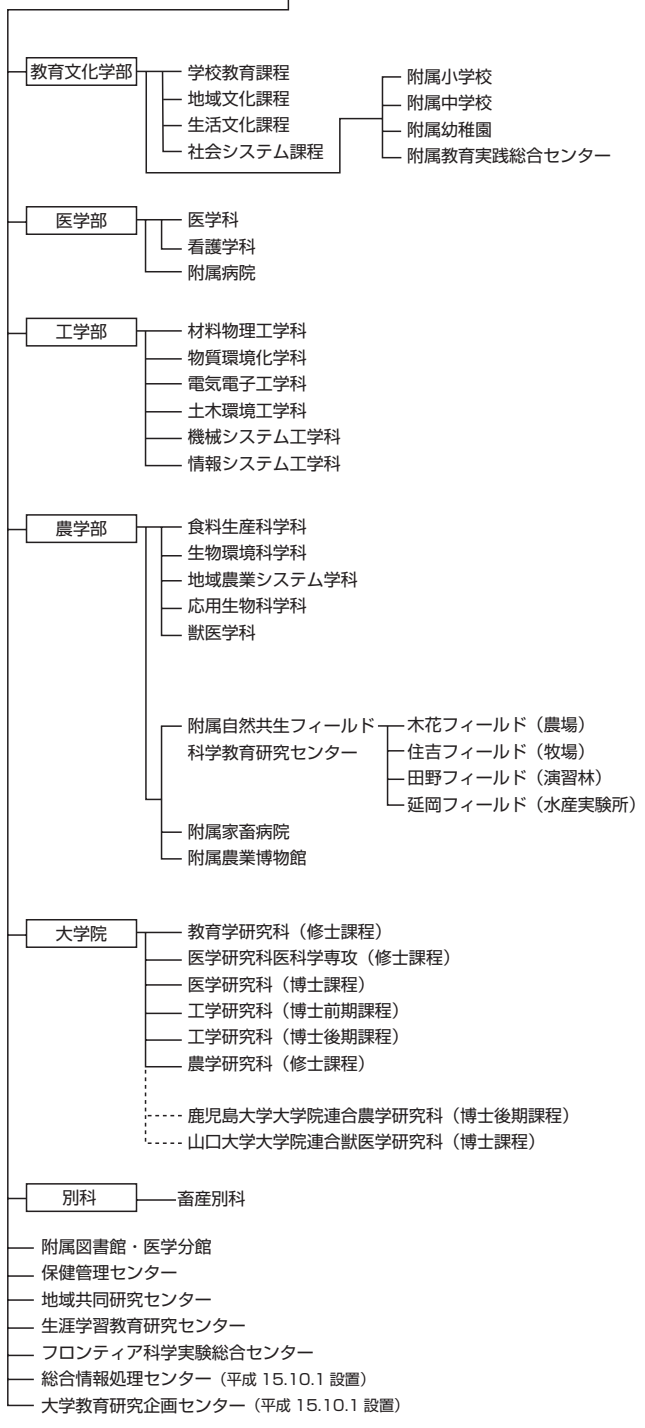 教育文化学部
学校教育課程
地域文化課程
生活文化課程
社会システム課程
附属小学校
附属中学校
附属幼稚園
附属教育実践総合センター
医学部
医学科
看護学科
附属病院
工学部
材料物理工学科
物質環境化学科
電気電子工学科
土木環境工学科
機械システム工学科
情報システム工学科
農学部
食料生産科学科
生物環境科学科
地域農業システム学科
応用生物科学科
獣医学科
附属自然共生フィールド
科学教育研究センター
木花フィールド（農場）
住吉フィールド（牧場）
田野フィールド（演習林）
延岡フィールド（水産実験所）
附属家畜病院
附属農業博物館
大学院
教育学研究科（修士課程）
医学研究科医科学専攻（修士課程）
医学研究科（博士課程）
工学研究科（博士前期課程）
工学研究科（博士後期課程）
農学研究科（修士課程）
鹿児島大学大学院連合農学研究科（博士後期課程）
山口大学大学院連合獣医学研究科（博士課程）
別科
畜産別科
附属図書館・医学分館
保健管理センター
地域共同研究センター
生涯学習教育研究センター
フロンティア科学実験総合センター
総合情報処理センター（平成 15.10.1 設置）
大学教育研究企画センター（平成 15.10.1 設置）